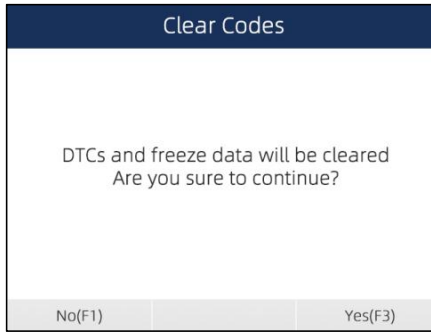 Clear Codes
DTCs and freeze data will be cleared
Are you sure to continue?
No(F1)
Yes(F3)